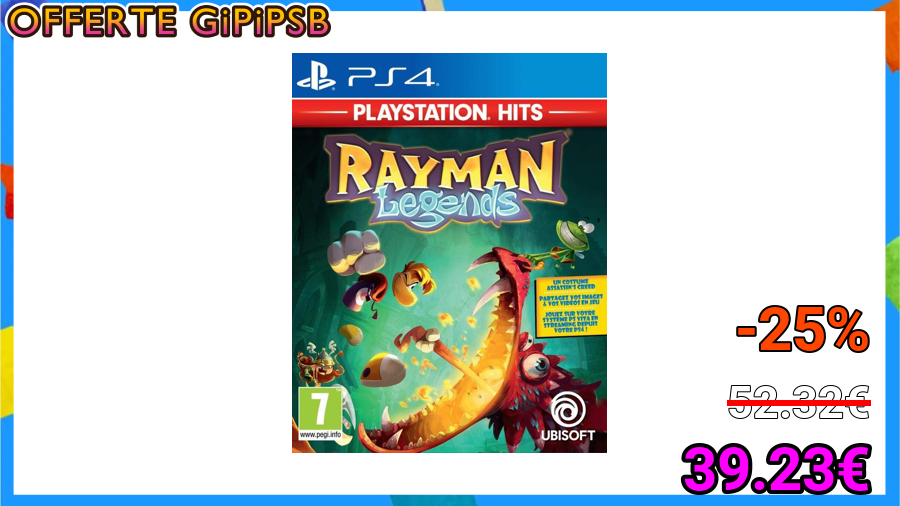 OFFERTE GiPiPSB
PS4
PLAYSTATION HITS
RAYMAN
Legends
UN COSTUME
ASSASSIN'S CREED
PARTAGEZ VOS IMAGES
& VOS VIDEOS EN JEU
JOUEZ SUR VOTRE
SYSTÈME PS VITA EN
STREAMING DEPUIS
VOTRE PS4 !
7
www.pegi.info
UBISOFT
-25%
52.32€
39.23€